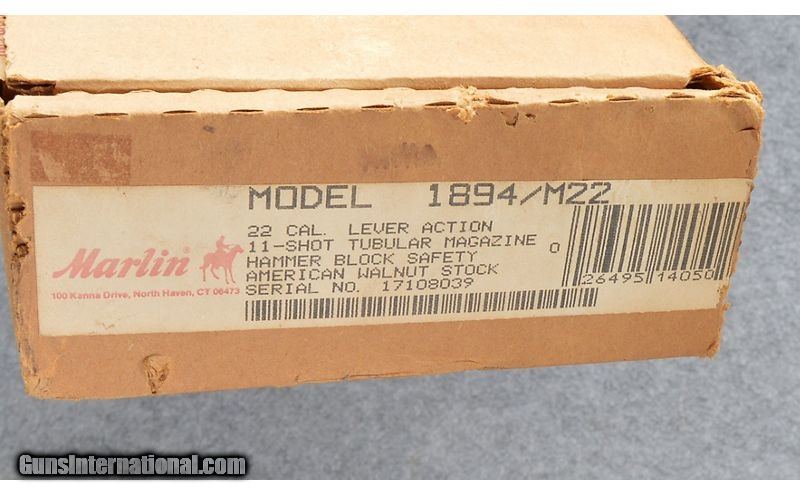 MODEL 1894/M22
22 CAL. LEVER ACTION
11-SHOT TUBULAR MAGAZINE
HAMMER BLOCK SAFETY
AMERICAN WALNUT STOCK
SERIAL NO. 17108039
Marlin®
100 Kenna Drive, North Haven, CT 06473
0 26495 14050
GunsInternational.com